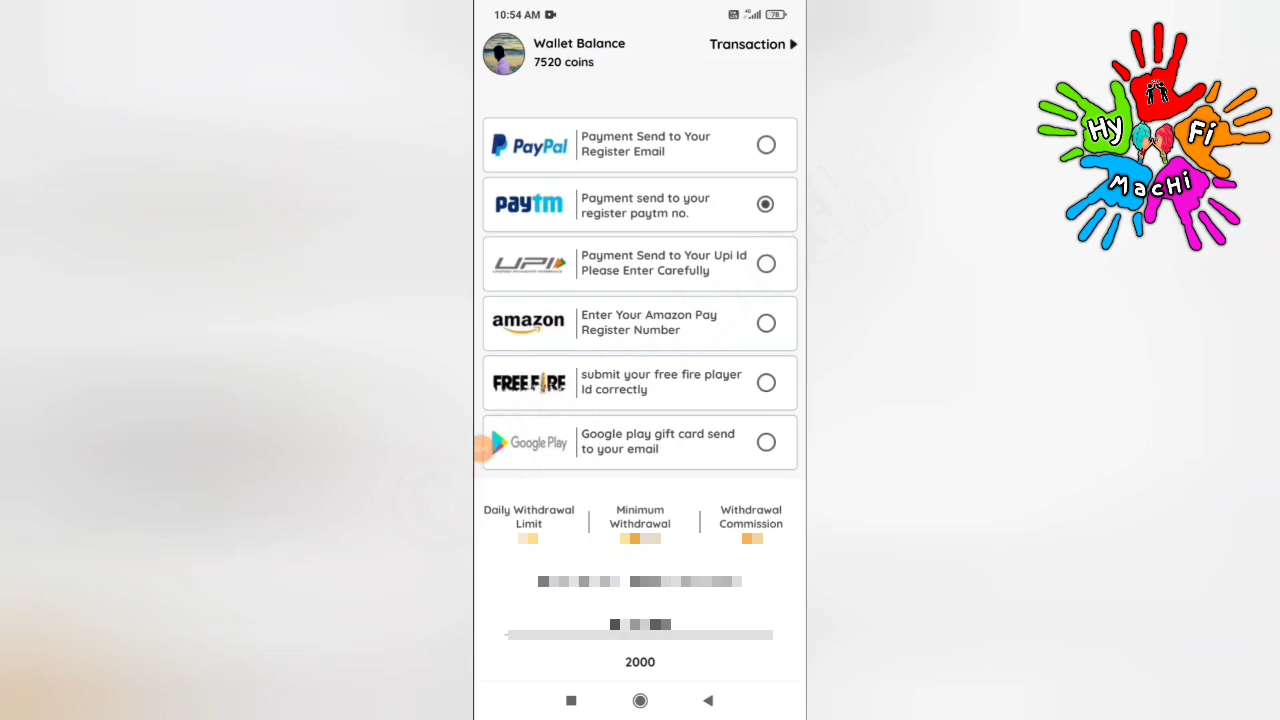 10:54 AM
4G
78
Wallet Balance
7520 coins
Transaction
PayPal
Payment Send to Your
Register Email
paytm
Payment send to your
register paytm no.
UPI
Payment Send to Your Upi Id
Please Enter Carefully
amazon
Enter Your Amazon Pay
Register Number
FREE FIRE
submit your free fire player
Id correctly
Google Play
Google play gift card send
to your email
Daily Withdrawal
Limit
Minimum
Withdrawal
Withdrawal
Commission
2000
Hy
Fi
MacHi